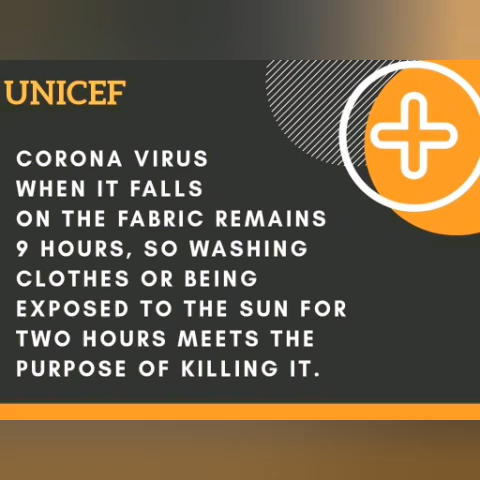 UNICEF
CORONA VIRUS
WHEN IT FALLS
ON THE FABRIC REMAINS
9 HOURS, SO WASHING
CLOTHES OR BEING
EXPOSED TO THE SUN FOR
TWO HOURS MEETS THE
PURPOSE OF KILLING IT.